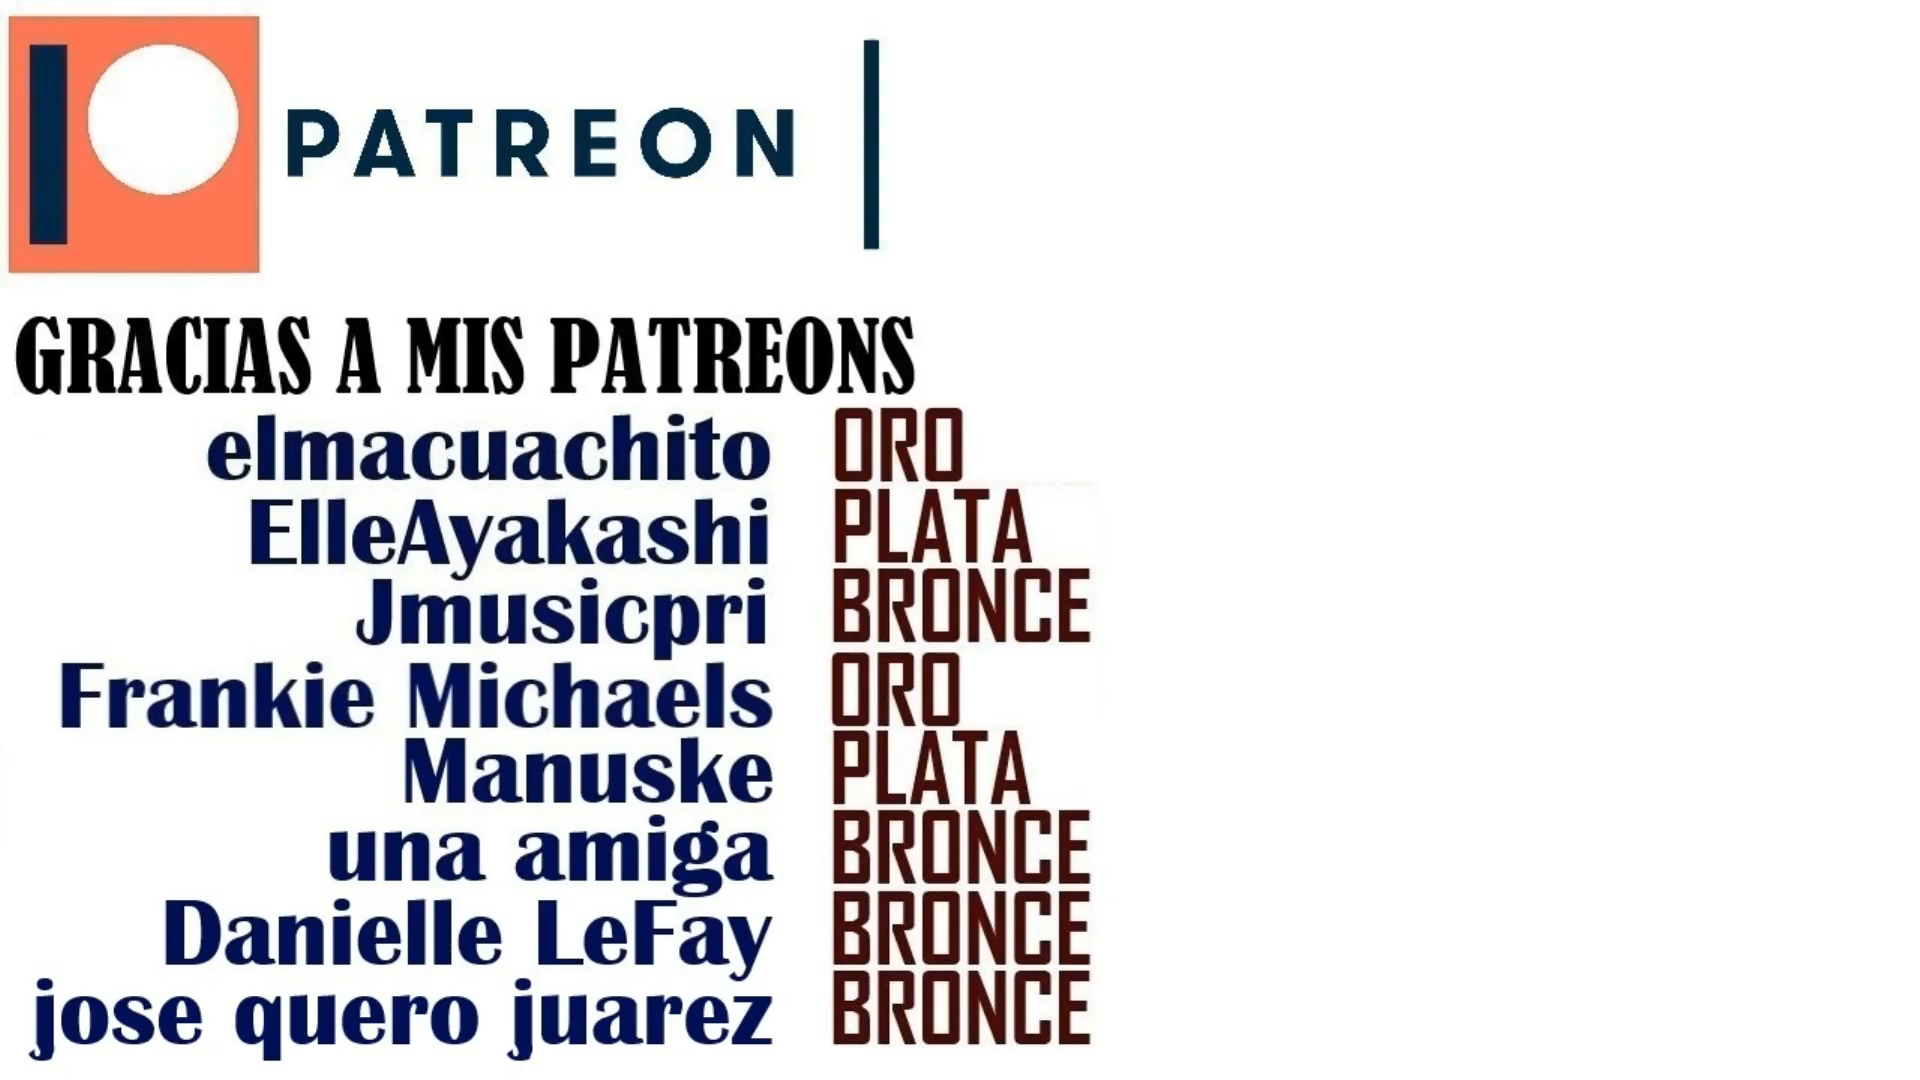 PATREON
GRACIAS A MIS PATREONS
elmacuachito ORO
ElleAyakashi PLATA
Jmusicpri BRONCE
Frankie Michaels ORO
Manuske PLATA
una amiga BRONCE
Danielle LeFay BRONCE
jose quero juarez BRONCE